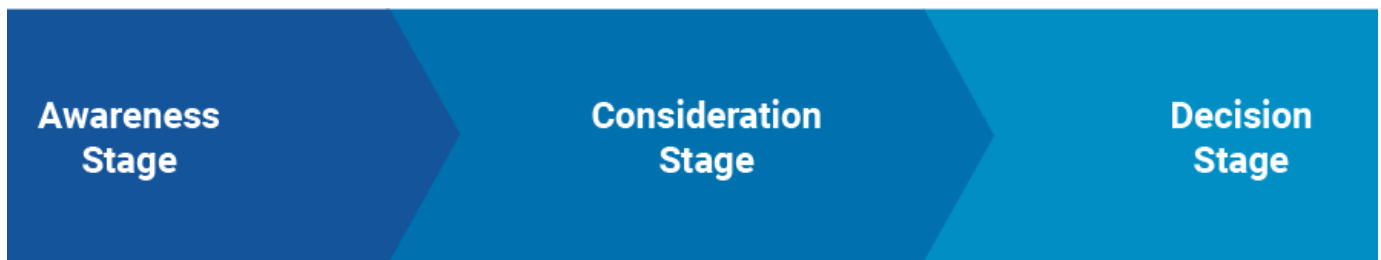 Awareness
Stage
Consideration
Stage
Decision
Stage